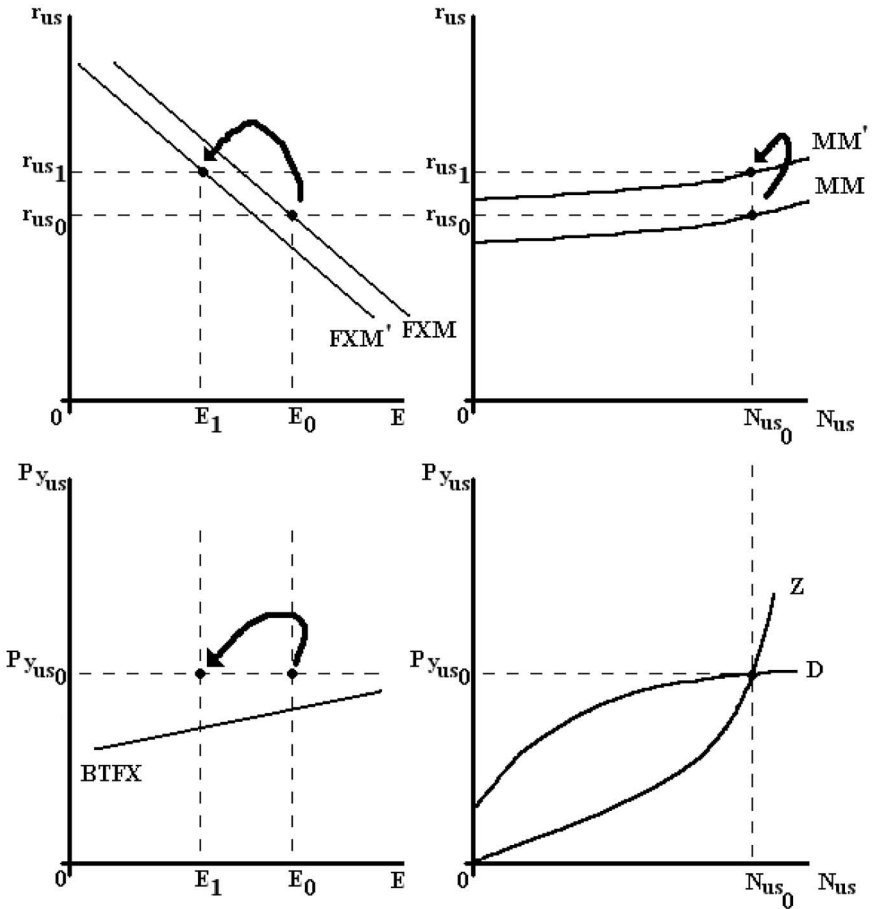 r us
r us
r us 1
r us 1
MM'
MM
r us 0
r us 0
FXM' FXM
0 E 1 E 0 E
0 N us 0 N us
P y us
P y us
Z
P y us 0
P y us 0
D
BTFX
0 E 1 E 0 E
0 N us 0 N us